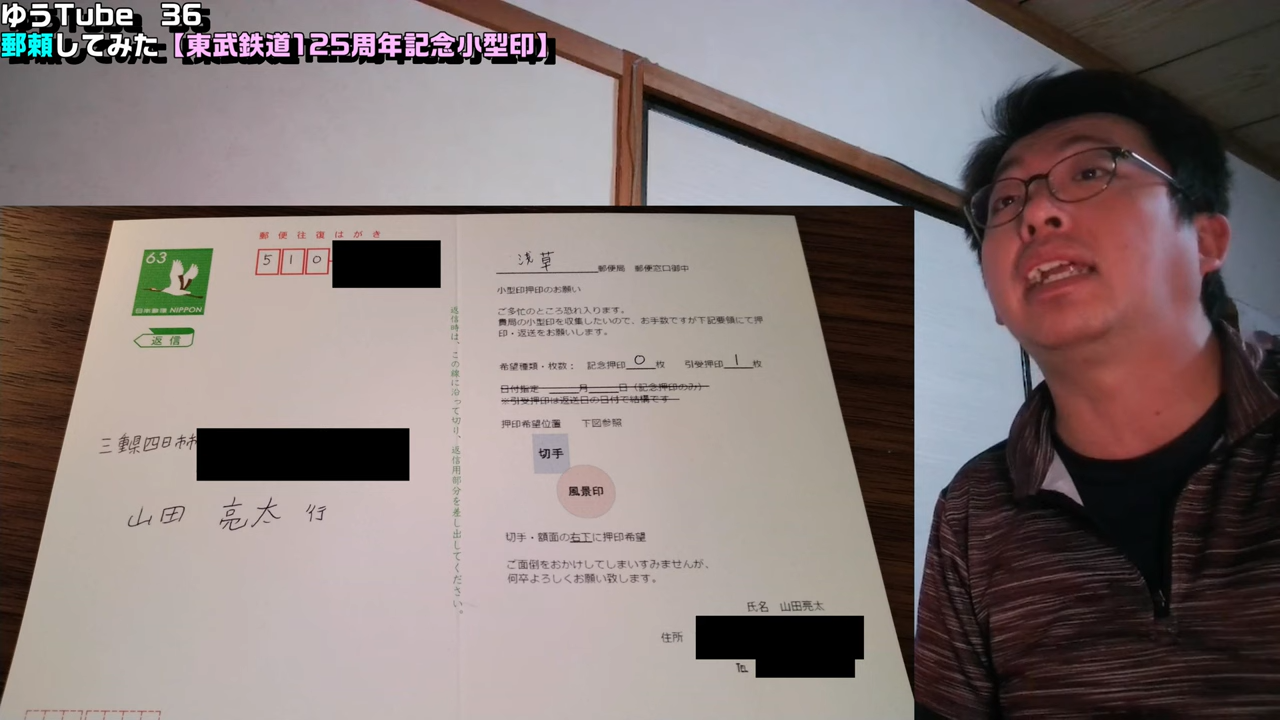 ゆうTube 36
郵頼してみた【東武鉄道125周年記念小型印】
63
日本郵便 NIPPON
郵便往復はがき
510
返信
返信時は、この線に沿って切り、返信用部分を差し出してください。
三重県四日市
山田 亮太 行
浅草 郵便局 郵便窓口御中
小型印押印のお願い
ご多忙のところ恐れ入ります。
貴局の小型印を収集したいので、お手数ですが下記要領にて押
印・返送をお願いします。
希望種類・枚数： 記念押印 0 枚 引受押印 1 枚
日付指定 ＿＿月＿＿日（記念押印のみ）
※引受押印は返送日の日付で結構です
押印希望位置 下図参照
切手
風景印
切手・額面の右下に押印希望
ご面倒をおかけしてしまいすみませんが、
何卒よろしくお願い致します。
氏名 山田亮太
住所
℡